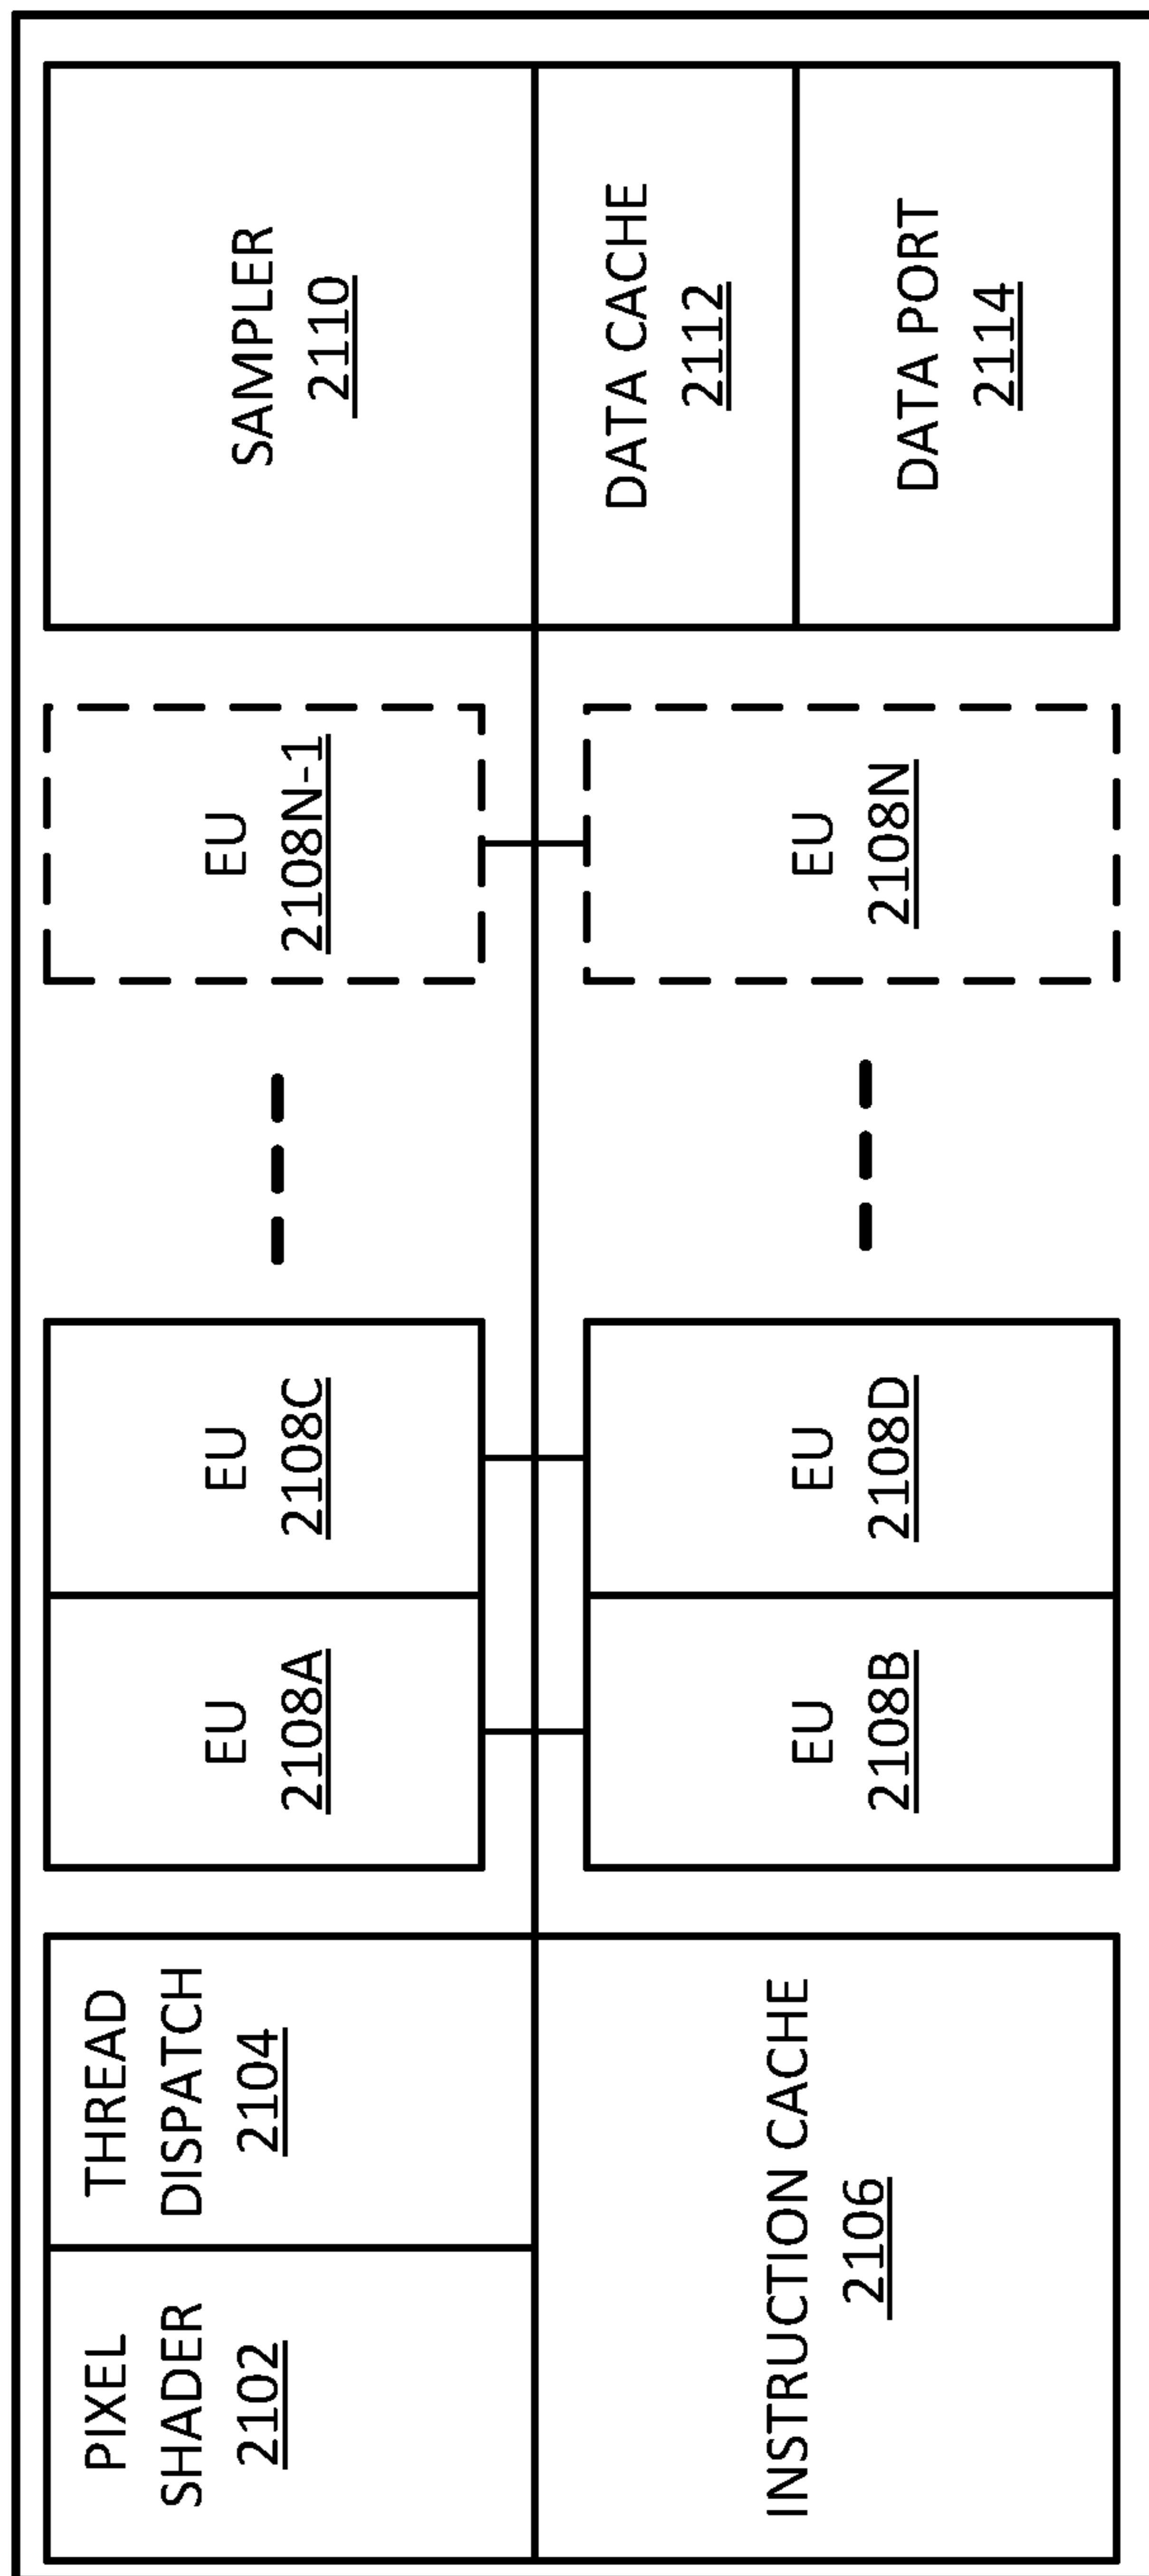 PIXEL
SHADER
2102
THREAD
DISPATCH
2104
INSTRUCTION CACHE
2106
EU
2108A
EU
2108C
EU
2108B
EU
2108D
EU
2108N-1
EU
2108N
SAMPLER
2110
DATA CACHE
2112
DATA PORT
2114